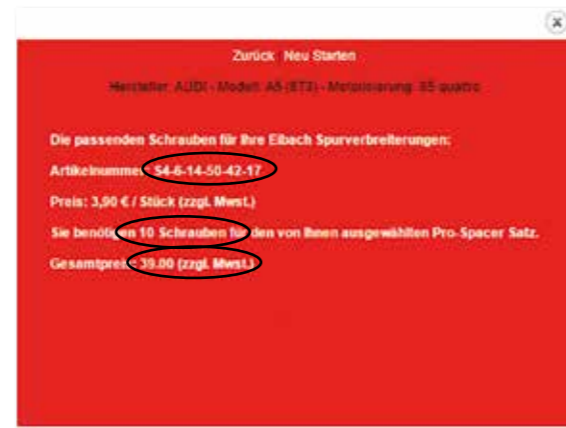 Zurück Neu Starten
Hersteller: AUDI - Modell: A5 (8T3) - Motorisierung: S5 quattro
Die passenden Schrauben für Ihre Eibach Spurverbreiterungen:
Artikelnummer: S4-6-14-50-42-17
Preis: 3,90 € / Stück (zzgl. Mwst.)
Sie benötigen 10 Schrauben für den von Ihnen ausgewählten Pro-Spacer Satz.
Gesamtpreis: 39.00 (zzgl. Mwst.)